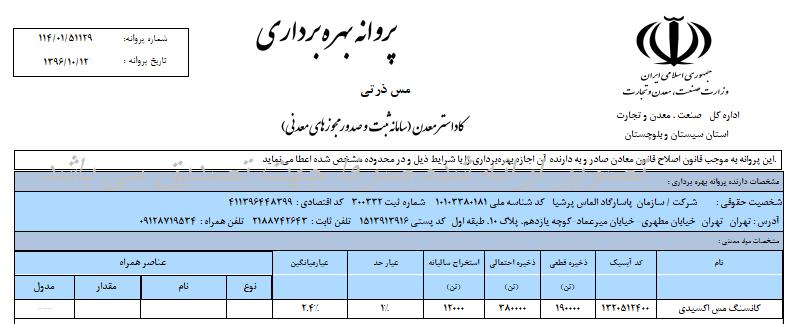 جمهوری اسلامی ایران
وزارت صنعت، معدن و تجارت
اداره کل صنعت ، معدن و تجارت
استان سیستان و بلوچستان
پروانه بهره برداری
مس ذرتی
کاداستر معدن (سامانه ثبت و صدور مجوزهای معدنی)
شماره پروانه: ۱۱۴/۰۱/۵۱۱۲۹
تاریخ پروانه : ۱۳۹۶/۱۰/۱۲
این پروانه به موجب قانون اصلاح قانون معادن صادر و به دارنده آن اجازه بهره‌برداری را با شرایط ذیل و در محدوده مشخص شده اعطا می‌نماید.
مشخصات دارنده پروانه بهره برداری :
شخصیت حقوقی : شرکت / سازمان پاسارگاد الماس پرشیا کد شناسه ملی ۱۰۱۰۳۳۸۰۱۸۱ شماره ثبت ۳۰۰۳۳۲ کد اقتصادی : ۴۱۱۳۹۶۴۴۸۳۹۹
آدرس : تهران تهران خیابان مطهری- خیابان میرعماد- کوچه یازدهم، پلاک ۱۰، طبقه اول کد پستی ۱۵۱۳۹۱۳۹۱۶ تلفن ثابت : ۲۱۸۸۷۴۲۶۴۳ تلفن همراه : ۰۹۱۲۸۷۱۹۵۳۴
مشخصات مواد معدنی :
نام کد آیسیک ذخیره قطعی (تن) ذخیره احتمالی (تن) استخراج سالیانه (تن) عیار حد عیارمیانگین عناصر همراه
نوع نام مقدار مدول
کانسنگ مس اکسیدی ۱۳۲۰۵۱۲۴۰۰ ۱۹۰۰۰۰ ۳۸۰۰۰۰ ۱۲۰۰۰ ۱% ۲.۴% ---